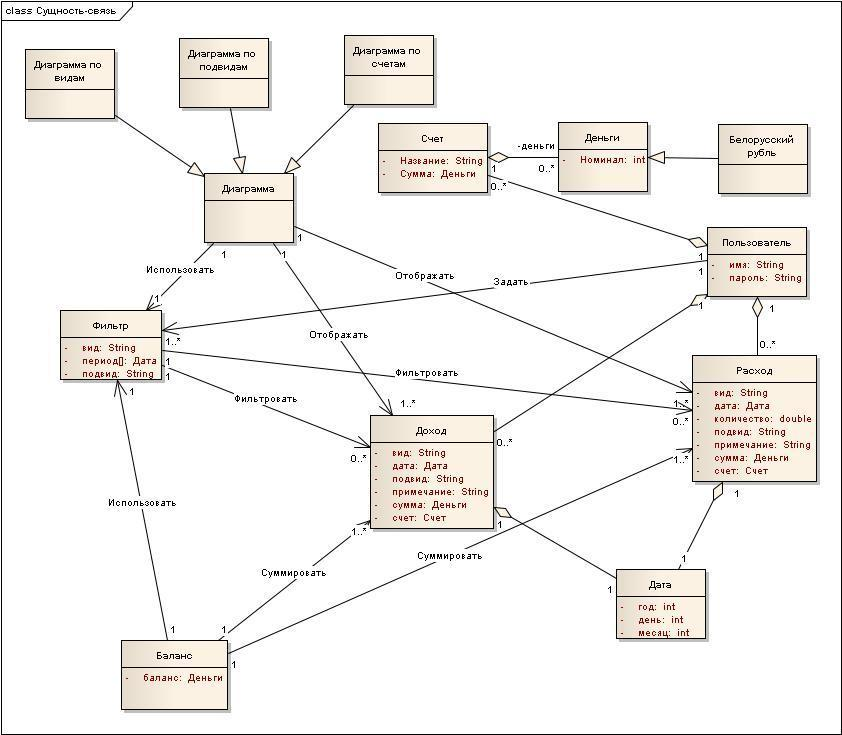 class Сущность-связь
Диаграмма по
видам
Диаграмма по
подвидам
Диаграмма по
счетам
Счет
- Название: String
- Сумма: Деньги
-деньги
1
0..*
0..*
Деньги
- Номинал: int
Белорусский
рубль
Диаграмма
1
1
1
Пользователь
- имя: String
- пароль: String
1
1
1
1
0..*
Использовать
1
Отображать
Задать
1..*
Отображать
Фильтр
- вид: String
- период[]: Дата
- подвид: String
1
1
1
Фильтровать
Фильтровать
1..*
0..*
Расход
- вид: String
- дата: Дата
- количество: double
- подвид: String
- примечание: String
- сумма: Деньги
- счет: Счет
1..*
0..*
1..*
1
Доход
- вид: String
- дата: Дата
- подвид: String
- примечание: String
- сумма: Деньги
- счет: Счет
0..*
1..*
1
Использовать
Суммировать
Суммировать
1
1
Дата
- год: int
- день: int
- месяц: int
1
1
1
Баланс
- баланс: Деньги